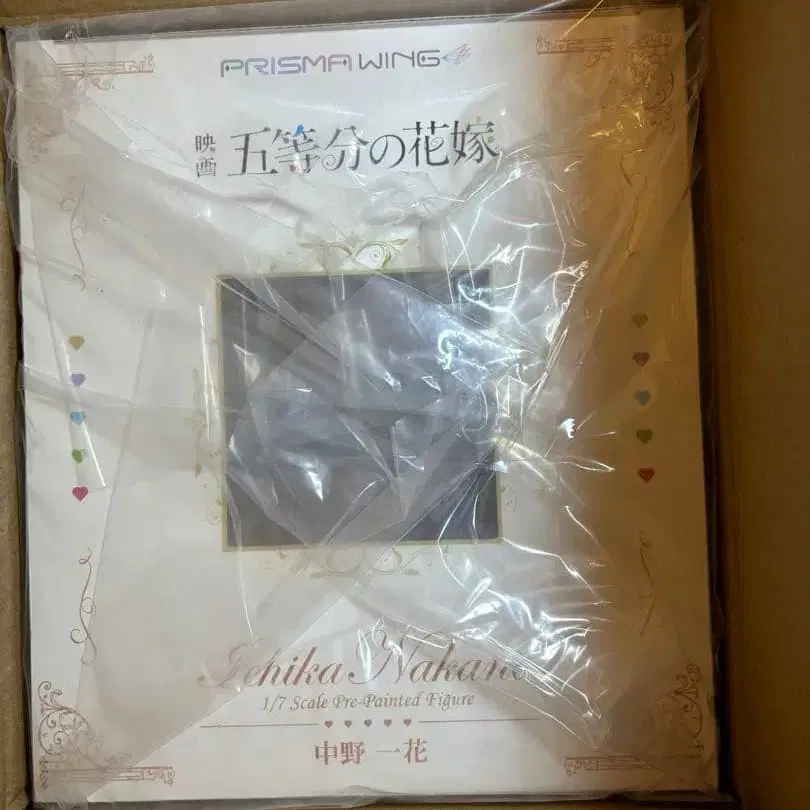 PRISMA WING
映画 五等分の花嫁
Ichika Nakano
1/7 Scale Pre-Painted Figure
中野 一花